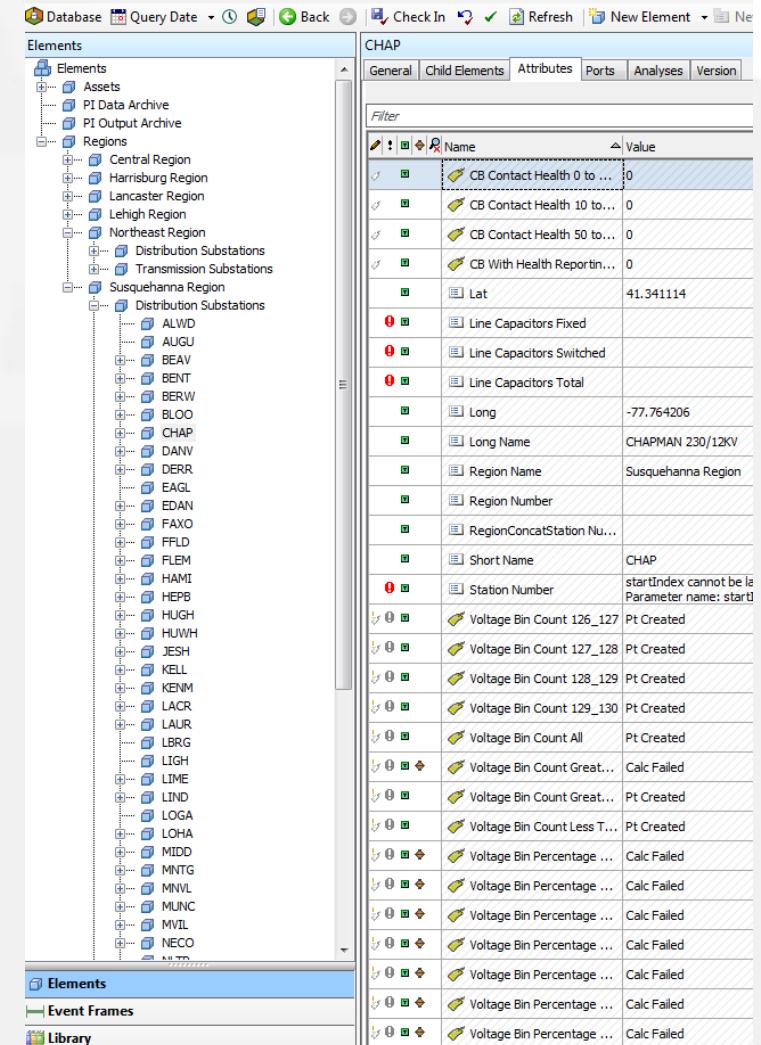 Database Query Date Back Check In Refresh New Element Ne
Elements
Elements
Assets
PI Data Archive
PI Output Archive
Regions
Central Region
Harrisburg Region
Lancaster Region
Lehigh Region
Northeast Region
Distribution Substations
Transmission Substations
Susquehanna Region
Distribution Substations
ALWD
AUGU
BEAV
BENT
BERW
BLOO
CHAP
DANV
DERR
EAGL
EDAN
FAXO
FFLD
FLEM
HAMI
HEPB
HUGH
HUWH
JESH
KELL
KENM
LACR
LAUR
LBRG
LIGH
LIME
LIND
LOGA
LOHA
MIDD
MNTG
MNVL
MUNC
MVIL
NECO
Elements
Event Frames
Library
CHAP
General Child Elements Attributes Ports Analyses Version
Filter
Name Value
CB Contact Health 0 to ... 0
CB Contact Health 10 to... 0
CB Contact Health 50 to... 0
CB With Health Reportin... 0
Lat 41.341114
Line Capacitors Fixed
Line Capacitors Switched
Line Capacitors Total
Long -77.764206
Long Name CHAPMAN 230/12KV
Region Name Susquehanna Region
Region Number
RegionConcatStation Nu...
Short Name CHAP
Station Number startIndex cannot be la
Parameter name: startI
Voltage Bin Count 126_127 Pt Created
Voltage Bin Count 127_128 Pt Created
Voltage Bin Count 128_129 Pt Created
Voltage Bin Count 129_130 Pt Created
Voltage Bin Count All Pt Created
Voltage Bin Count Great... Calc Failed
Voltage Bin Count Great... Pt Created
Voltage Bin Count Less T... Pt Created
Voltage Bin Percentage ... Calc Failed
Voltage Bin Percentage ... Calc Failed
Voltage Bin Percentage ... Calc Failed
Voltage Bin Percentage ... Calc Failed
Voltage Bin Percentage ... Calc Failed
Voltage Bin Percentage ... Calc Failed
Voltage Bin Percentage ... Calc Failed